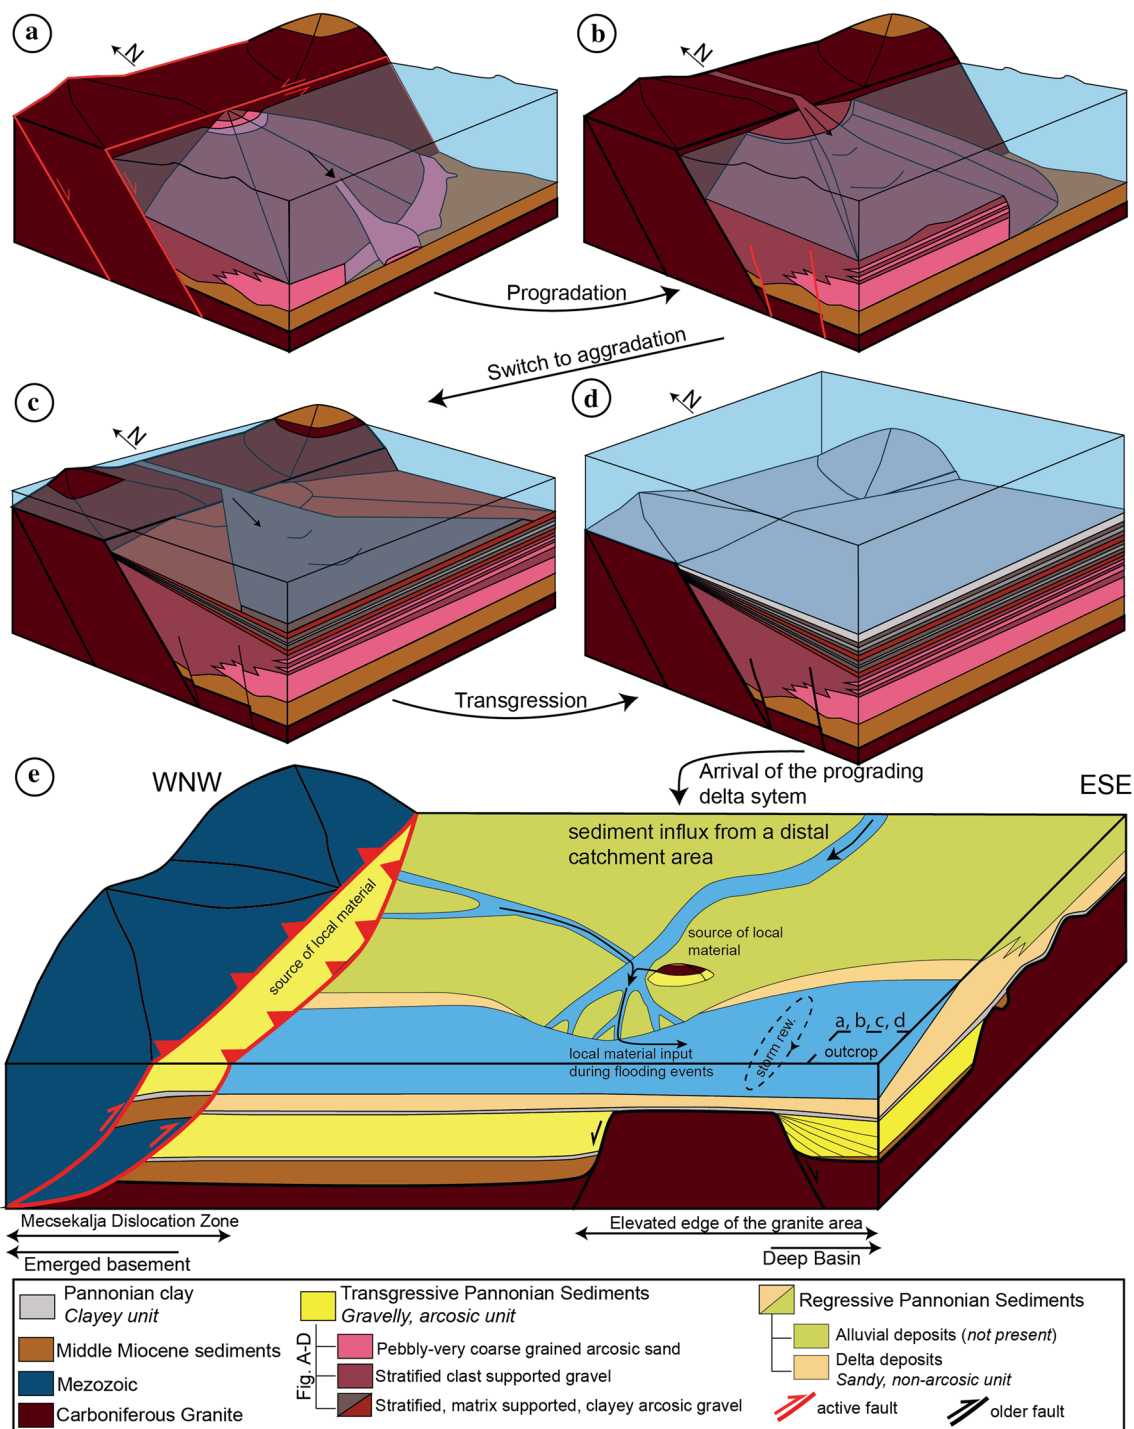 a
N
b
N
Progradation
Switch to aggradation
c
N
d
N
Transgression
e
WNW
Arrival of the prograding
delta sytem
ESE
sediment influx from a distal
catchment area
source of local material
source of local
material
local material input
during flooding events
storm rew.
a, b, c, d
outcrop
Mecsekalja Dislocation Zone
Emerged basement
Elevated edge of the granite area
Deep Basin
Pannonian clay
Clayey unit
Middle Miocene sediments
Mezozoic
Carboniferous Granite
Transgressive Pannonian Sediments
Gravelly, arcosic unit
Fig. A-D
Pebbly-very coarse grained arcosic sand
Stratified clast supported gravel
Stratified, matrix supported, clayey arcosic gravel
Regressive Pannonian Sediments
Alluvial deposits (not present)
Delta deposits
Sandy, non-arcosic unit
active fault
older fault